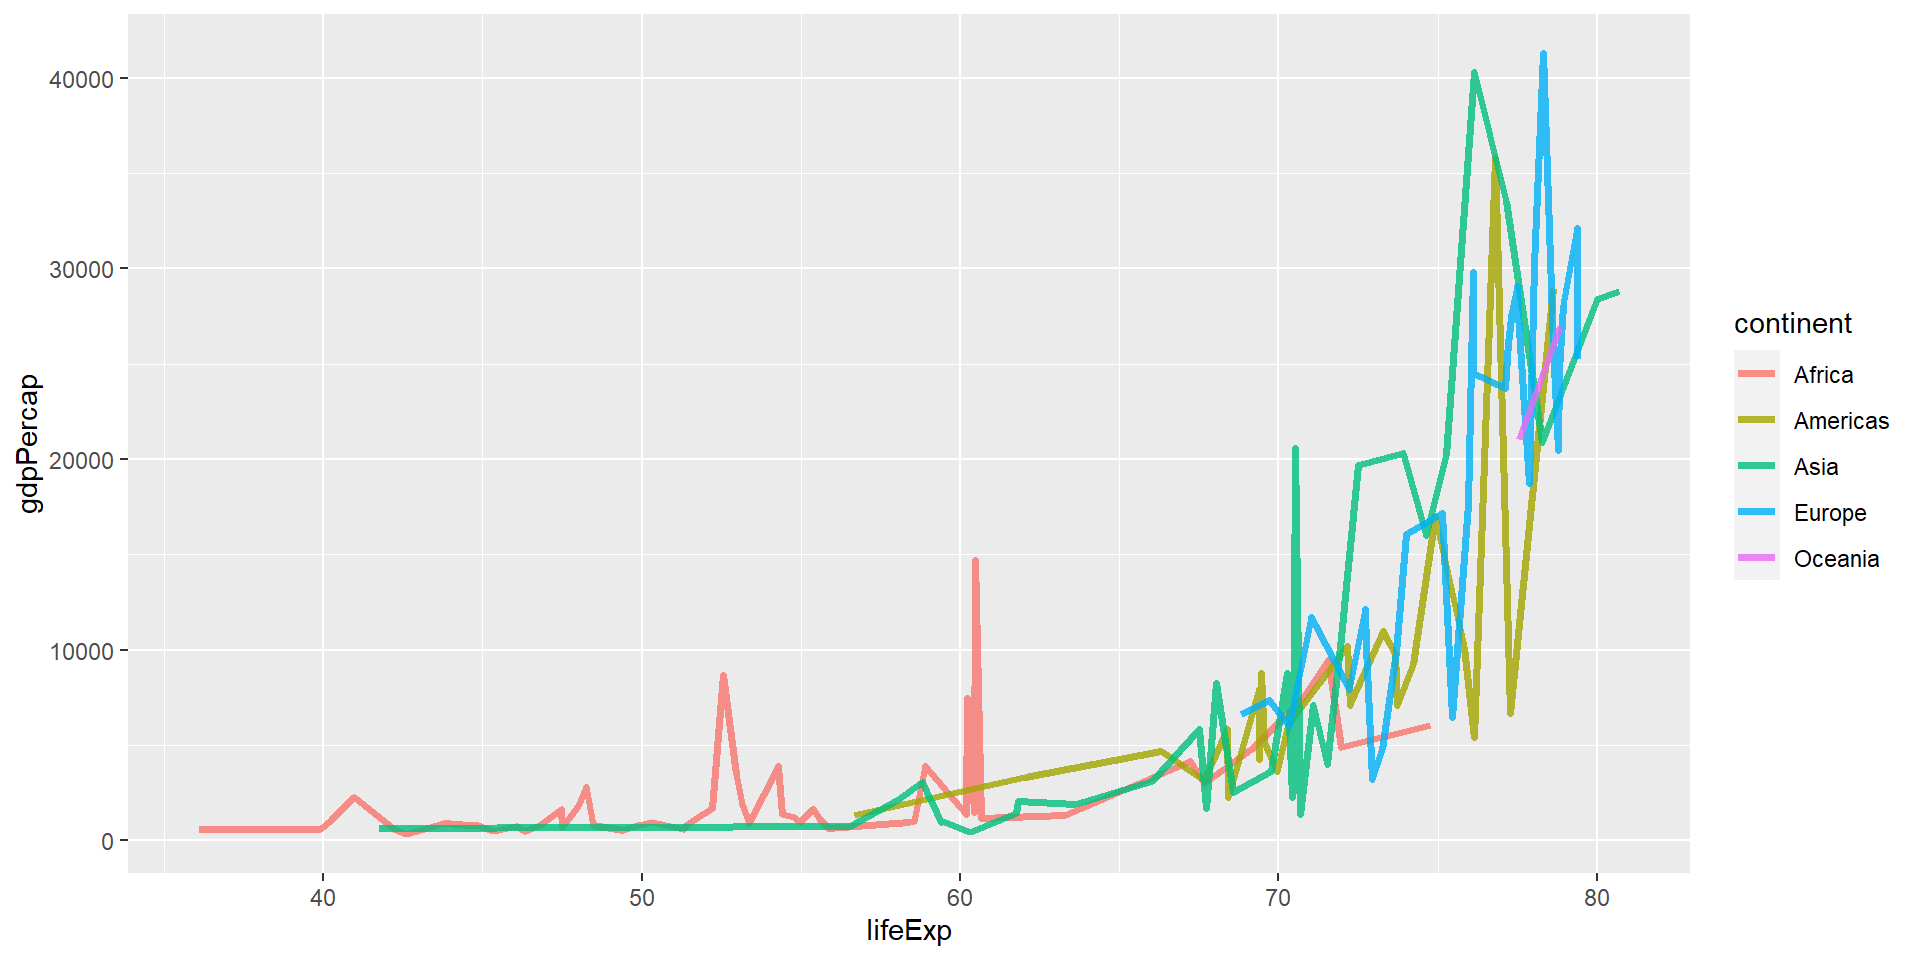 40000
30000
20000
10000
0
gdpPercap
40
50
60
70
80
lifeExp
continent
Africa
Americas
Asia
Europe
Oceania